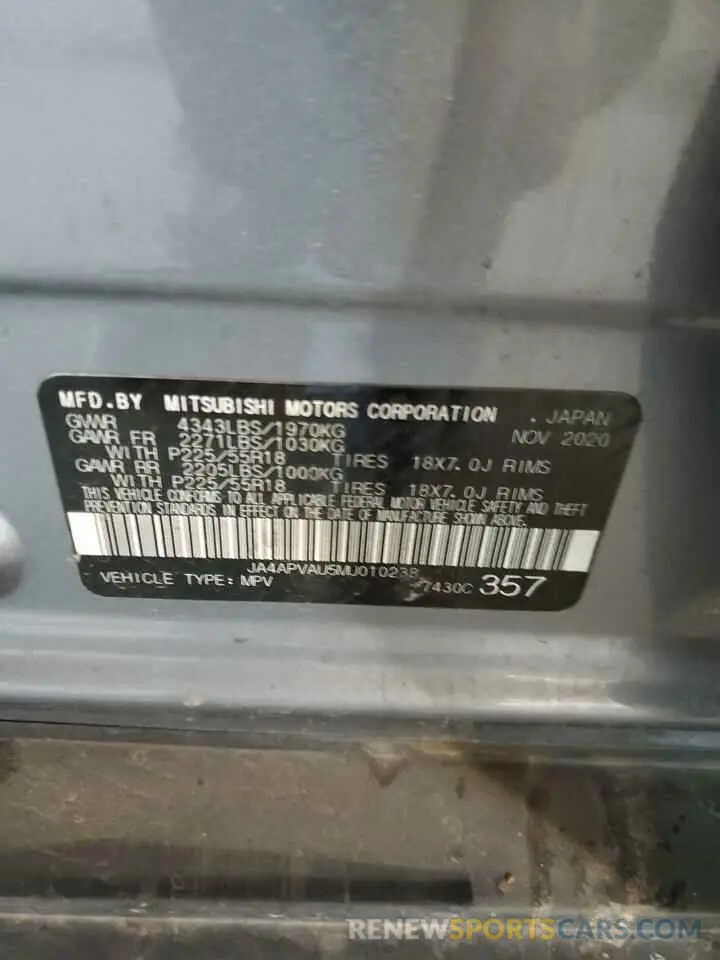 MFD.BY MITSUBISHI MOTORS CORPORATION . JAPAN
GVWR 4343LBS/1970KG NOV 2020
GAWR FR 2271LBS/1030KG
WITH P225/55R18 TIRES 18X7.0J RIMS
GAWR RR 2205LBS/1000KG
WITH P225/55R18 TIRES 18X7.0J RIMS
THIS VEHICLE CONFORMS TO ALL APPLICABLE FEDERAL MOTOR VEHICLE SAFETY AND THEFT
PREVENTION STANDARDS IN EFFECT ON THE DATE OF MANUFACTURE SHOWN ABOVE.
JA4APVAU5MU010238
VEHICLE TYPE: MPV 7430C 357
RENEWSPORTSCARS.COM